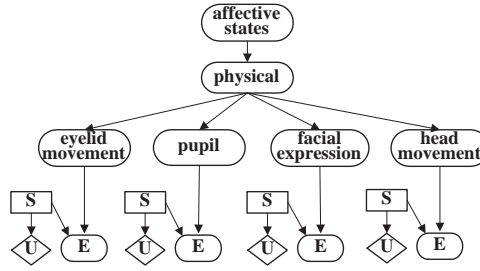 affective
states
physical
eyelid
movement
pupil
facial
expression
head
movement
S
S
S
S
U
E
U
E
U
E
U
E